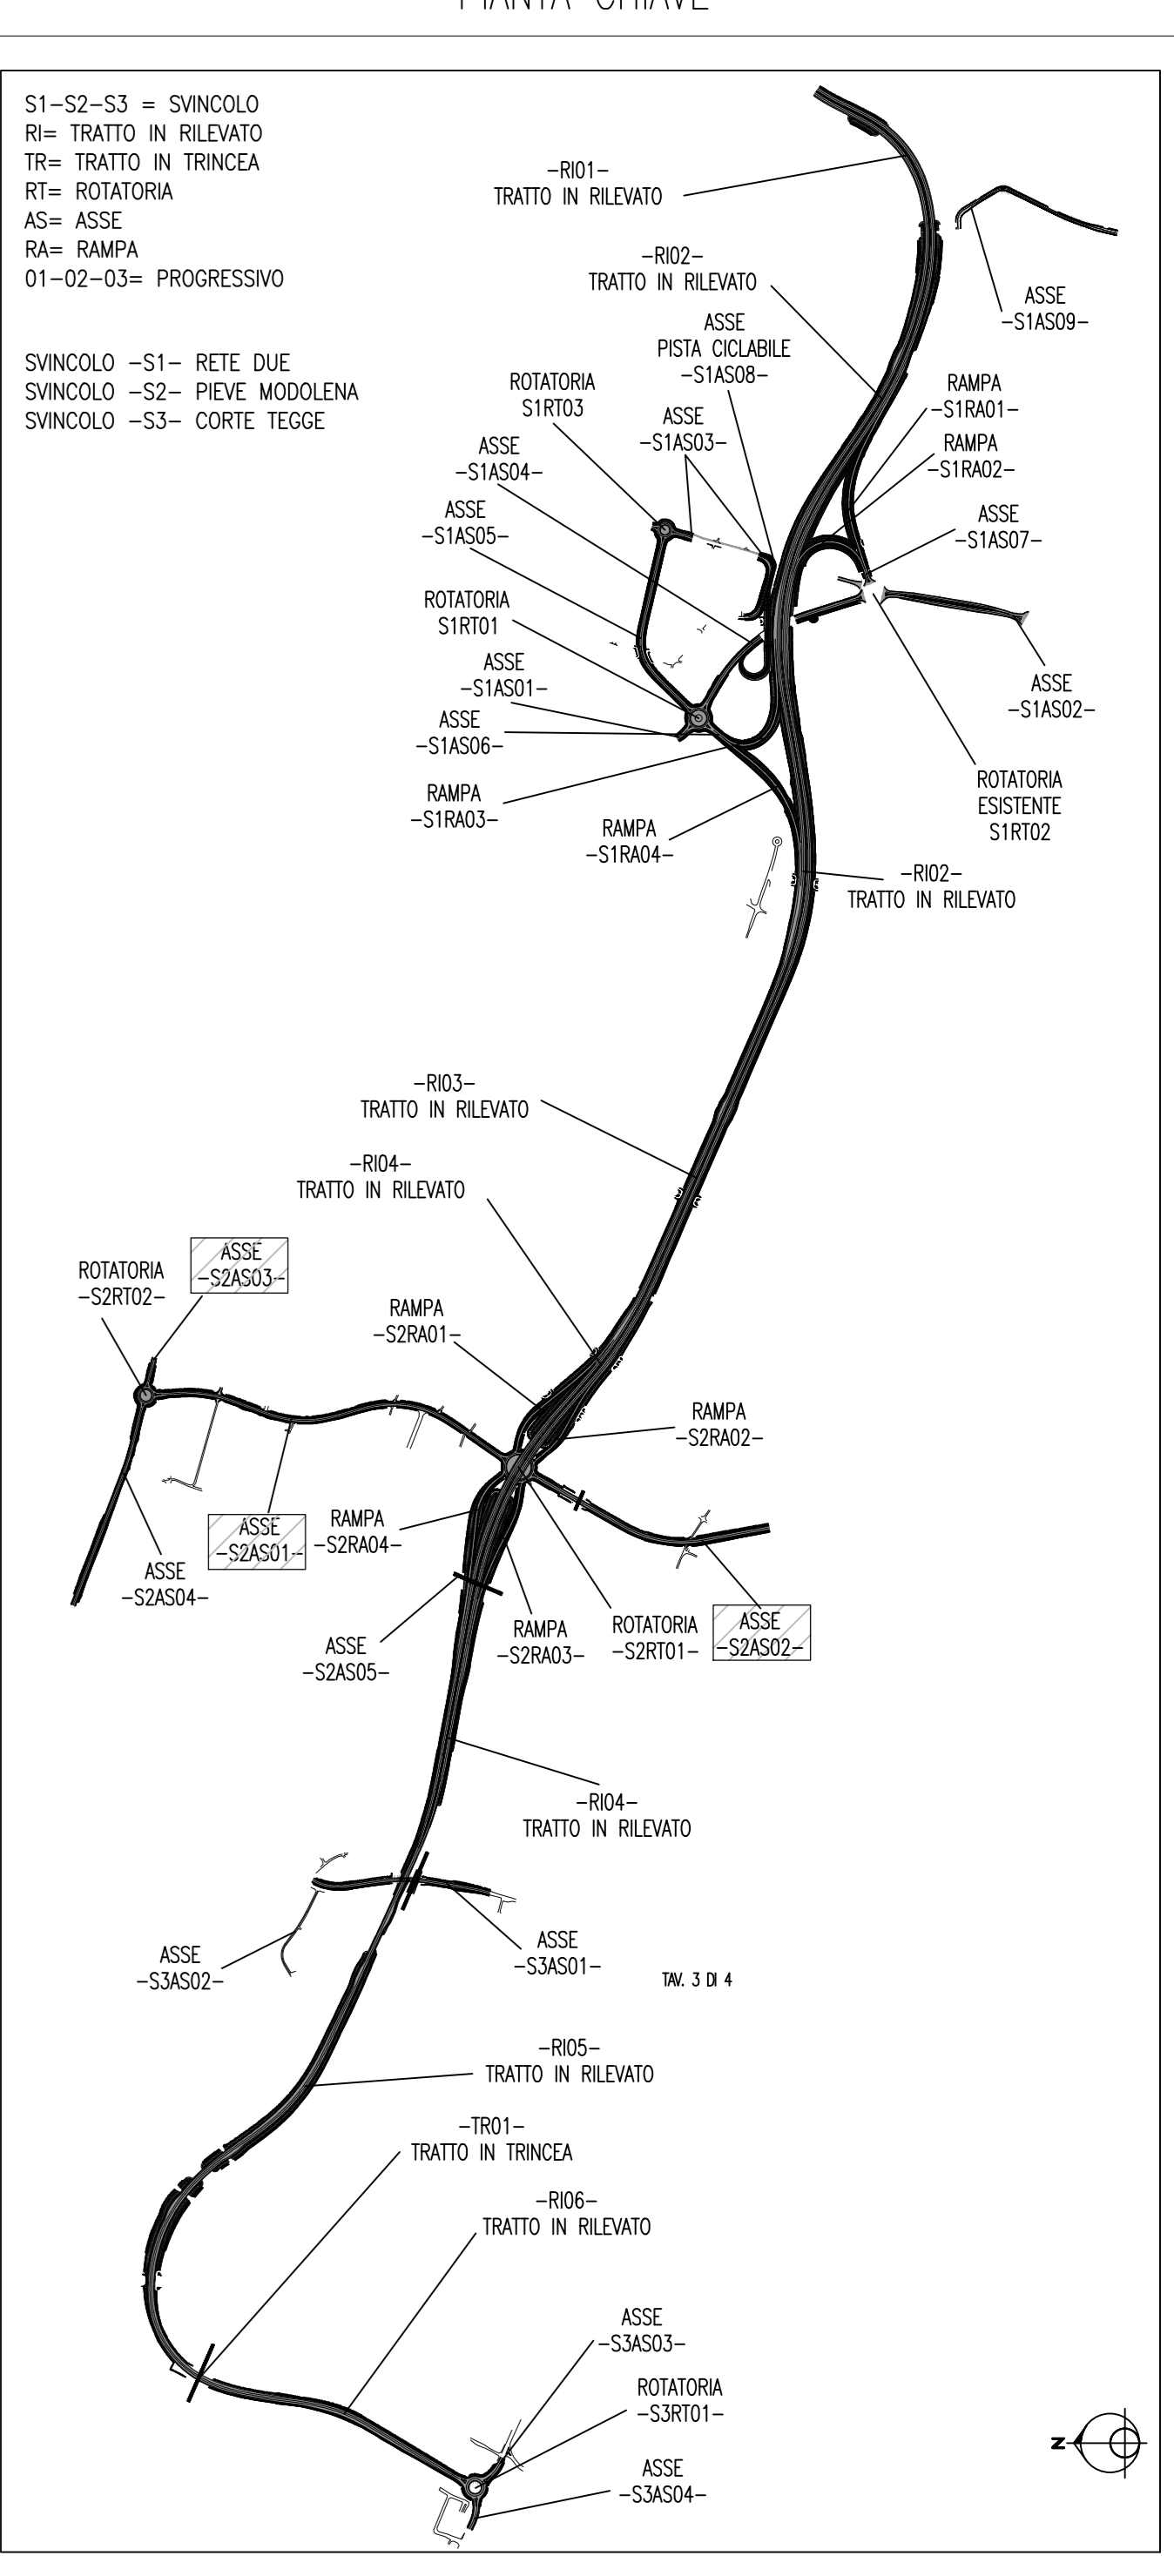 PIANTA CHIAVE
S1-S2-S3 = SVINCOLO
RI= TRATTO IN RILEVATO
TR= TRATTO IN TRINCEA
RT= ROTATORIA
AS= ASSE
RA= RAMPA
01-02-03= PROGRESSIVO
SVINCOLO -S1- RETE DUE
SVINCOLO -S2- PIEVE MODOLENA
SVINCOLO -S3- CORTE TEGGE
-RI01-
TRATTO IN RILEVATO
-RI02-
TRATTO IN RILEVATO
ASSE
-S1AS09-
ASSE
PISTA CICLABILE
-S1AS08-
ROTATORIA
S1RT03
ASSE
-S1AS03-
RAMPA
-S1RA01-
RAMPA
-S1RA02-
ASSE
-S1AS04-
ASSE
-S1AS05-
ASSE
-S1AS07-
ROTATORIA
S1RT01
ASSE
-S1AS01-
ASSE
-S1AS02-
ASSE
-S1AS06-
RAMPA
-S1RA03-
ROTATORIA
ESISTENTE
S1RT02
RAMPA
-S1RA04-
-RI02-
TRATTO IN RILEVATO
-RI03-
TRATTO IN RILEVATO
-RI04-
TRATTO IN RILEVATO
ASSE
-S2AS03-
ROTATORIA
-S2RT02-
RAMPA
-S2RA01-
RAMPA
-S2RA02-
ASSE
-S2AS01-
RAMPA
-S2RA04-
ASSE
-S2AS04-
ASSE
-S2AS05-
RAMPA
-S2RA03-
ROTATORIA
-S2RT01-
ASSE
-S2AS02-
-RI04-
TRATTO IN RILEVATO
ASSE
-S3AS02-
ASSE
-S3AS01-
TAV. 3 DI 4
-RI05-
TRATTO IN RILEVATO
-TR01-
TRATTO IN TRINCEA
-RI06-
TRATTO IN RILEVATO
ASSE
-S3AS03-
ROTATORIA
-S3RT01-
ASSE
-S3AS04-
N